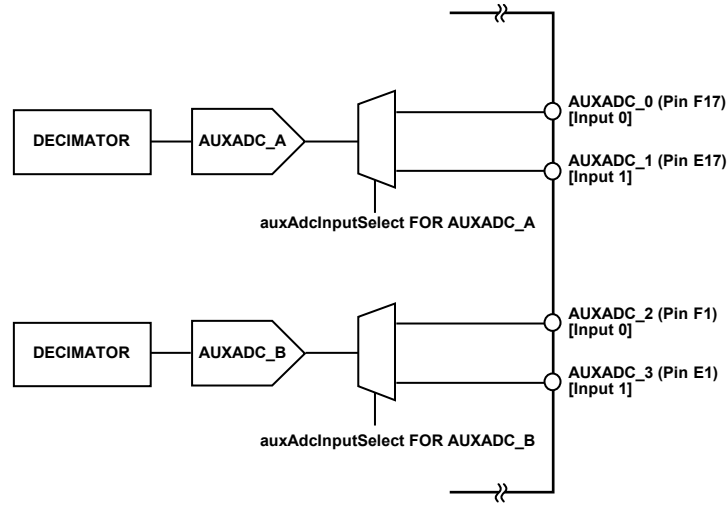 AUXADC_0 (Pin F17)
[Input 0]
DECIMATOR
AUXADC_A
AUXADC_1 (Pin E17)
[Input 1]
auxAdcInputSelect FOR AUXADC_A
AUXADC_2 (Pin F1)
[Input 0]
DECIMATOR
AUXADC_B
AUXADC_3 (Pin E1)
[Input 1]
auxAdcInputSelect FOR AUXADC_B